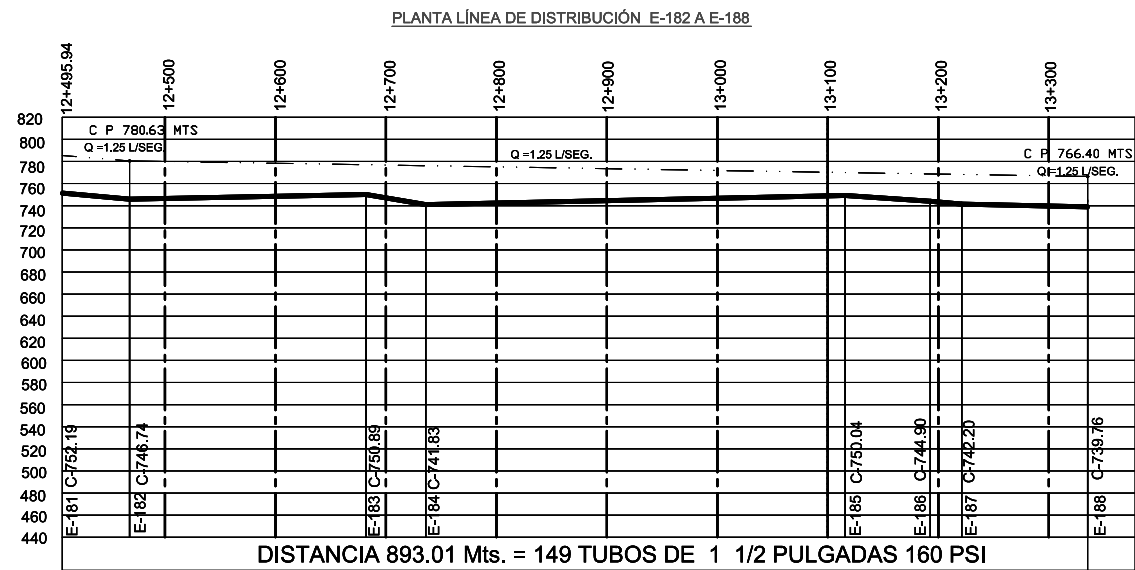 PLANTA LÍNEA DE DISTRIBUCIÓN E-182 A E-188
12+495.94
12+500
12+600
12+700
12+800
12+900
13+000
13+100
13+200
13+300
820
800
780
760
740
720
700
680
660
640
620
600
580
560
540
520
500
480
460
440
C P 780.63 MTS
Q =1.25 L/SEG.
Q =1.25 L/SEG.
C P 766.40 MTS
Q=1.25 L/SEG.
E-181 C-752.19
E-182 C-746.74
E-183 C-750.89
E-184 C-741.83
E-185 C-750.04
E-186 C-744.90
E-187 C-742.20
E-188 C-739.76
DISTANCIA 893.01 Mts. = 149 TUBOS DE 1 1/2 PULGADAS 160 PSI